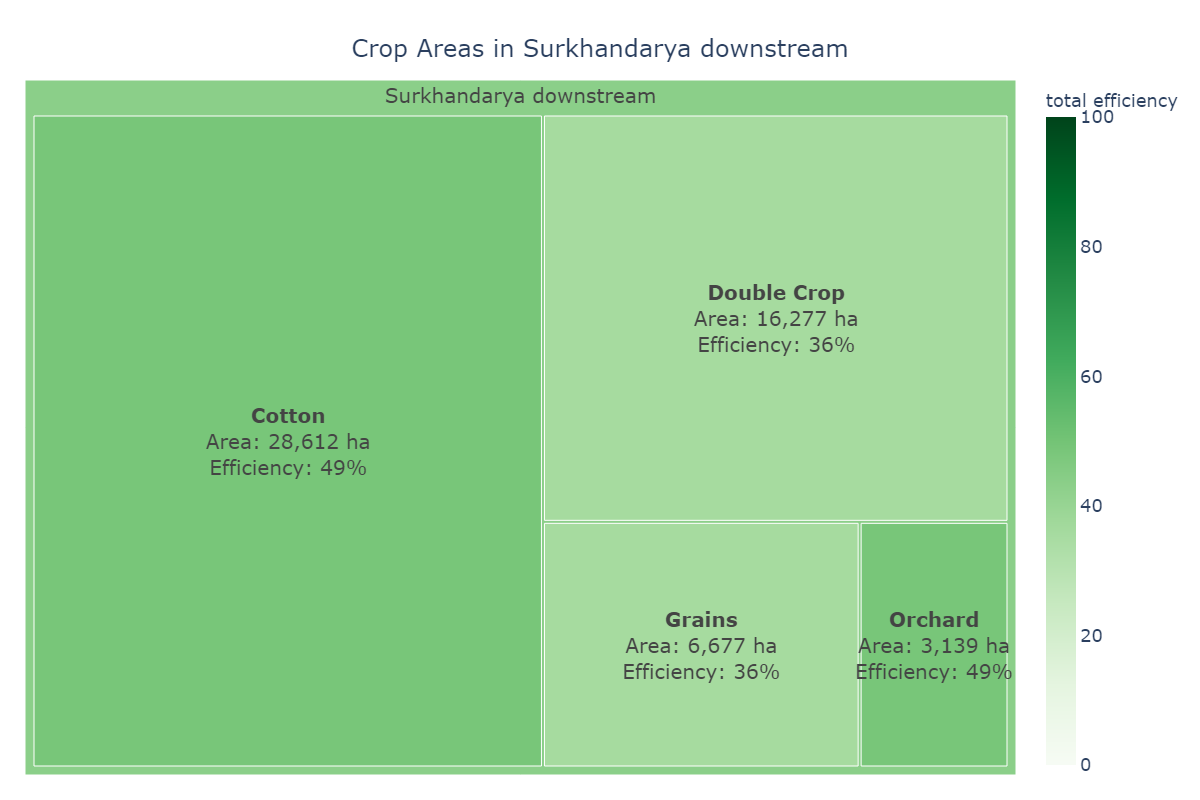 Crop Areas in Surkhandarya downstream
Surkhandarya downstream
Cotton
Area: 28,612 ha
Efficiency: 49%
Double Crop
Area: 16,277 ha
Efficiency: 36%
Grains
Area: 6,677 ha
Efficiency: 36%
Orchard
Area: 3,139 ha
Efficiency: 49%
total efficiency
100
80
60
40
20
0